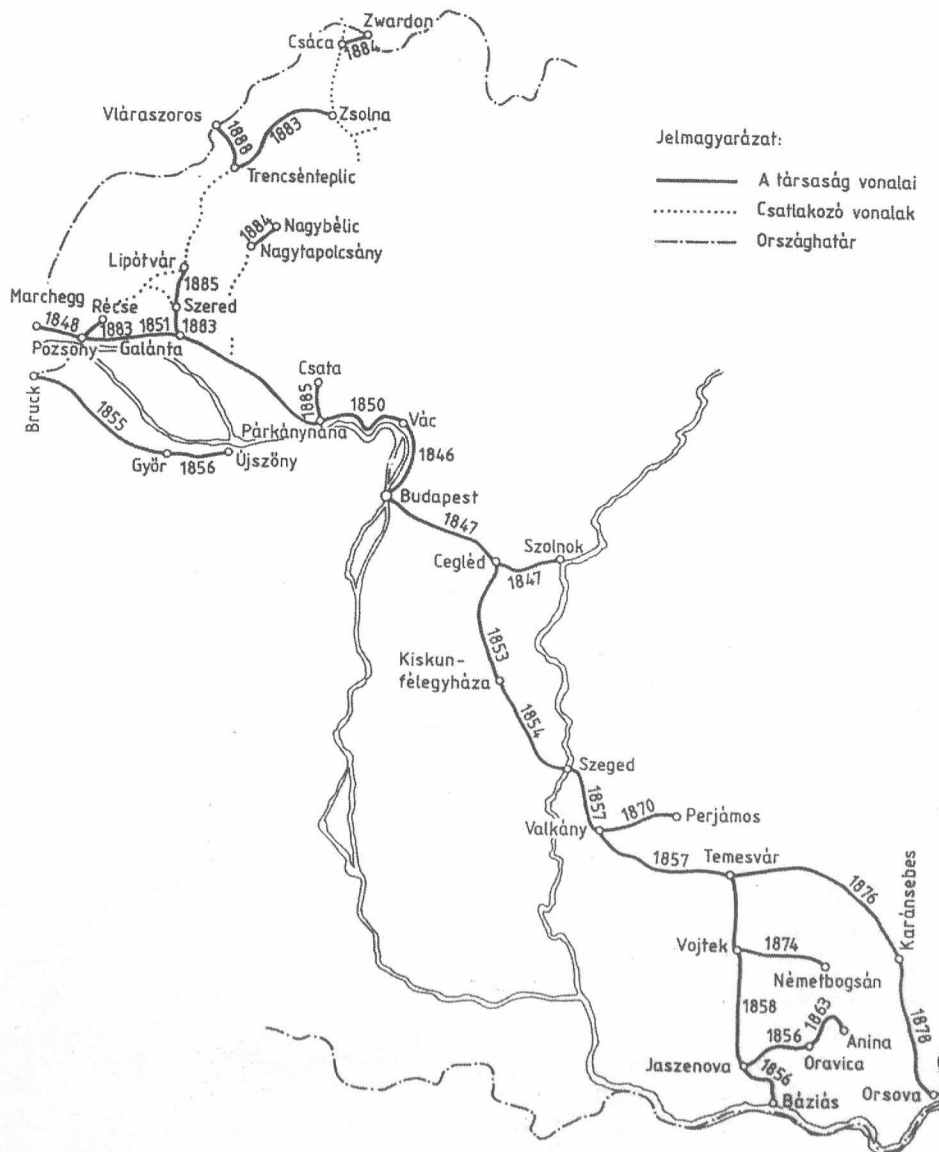 Zwardon
Csáca
1884
Vláraszoros
Zsolna
1888
1883
Trencsénteplic
Jelmagyarázat:
A társaság vonalai
Csatlakozó vonalak
Országhatár
1884
Nagybélic
Nagytapolcsány
Lipótvár
1885
Marchegg
Récse
Szered
1848
1883
1851
1883
Pozsony
Galánta
Bruck
Csata
1885
1850
Vác
1855
Párkánynána
Győr
1856
Újszőny
1846
Budapest
1847
Szolnok
Cegléd
1847
1853
Kiskun-
félegyháza
1854
Szeged
1857
1870
Perjámos
Valkány
1857
Temesvár
1876
Karánsebes
Vojtek
1874
Németbogsán
1858
1863
1878
1856
Anina
Oravica
Jaszenova
1856
Báziás
Orsova